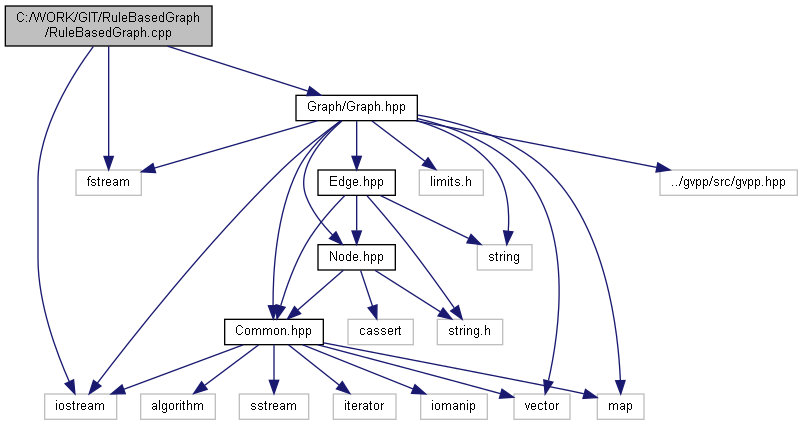 C:/WORK/GIT/RuleBasedGraph
/RuleBasedGraph.cpp
Graph/Graph.hpp
fstream
Edge.hpp
limits.h
../gvpp/src/gvpp.hpp
Node.hpp
string
Common.hpp
cassert
string.h
iostream
algorithm
sstream
iterator
iomanip
vector
map